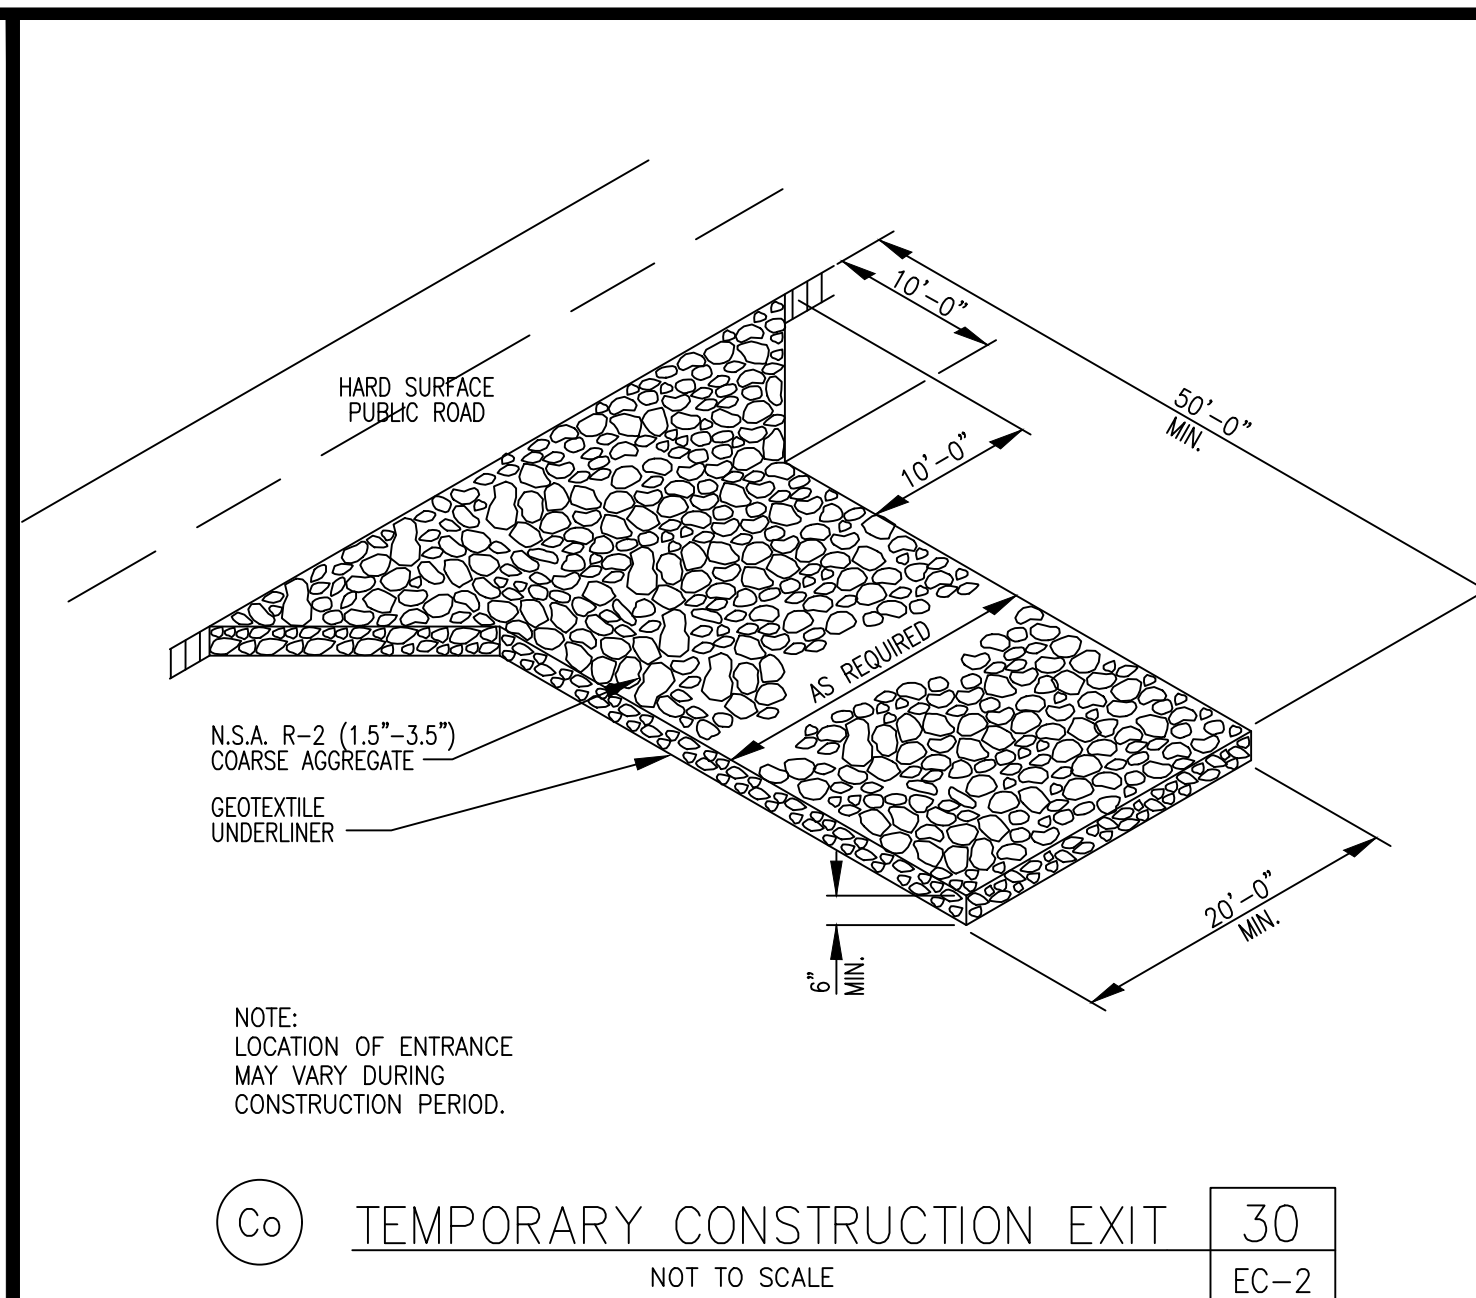 10’-0”
50’-0”
MIN.
HARD SURFACE
PUBLIC ROAD
10’-0”
AS REQUIRED
N.S.A. R-2 (1.5”-3.5”)
COARSE AGGREGATE
GEOTEXTILE
UNDERLINER
20’-0”
MIN.
6”
MIN.
NOTE:
LOCATION OF ENTRANCE
MAY VARY DURING
CONSTRUCTION PERIOD.
Co
TEMPORARY CONSTRUCTION EXIT
30
NOT TO SCALE
EC-2